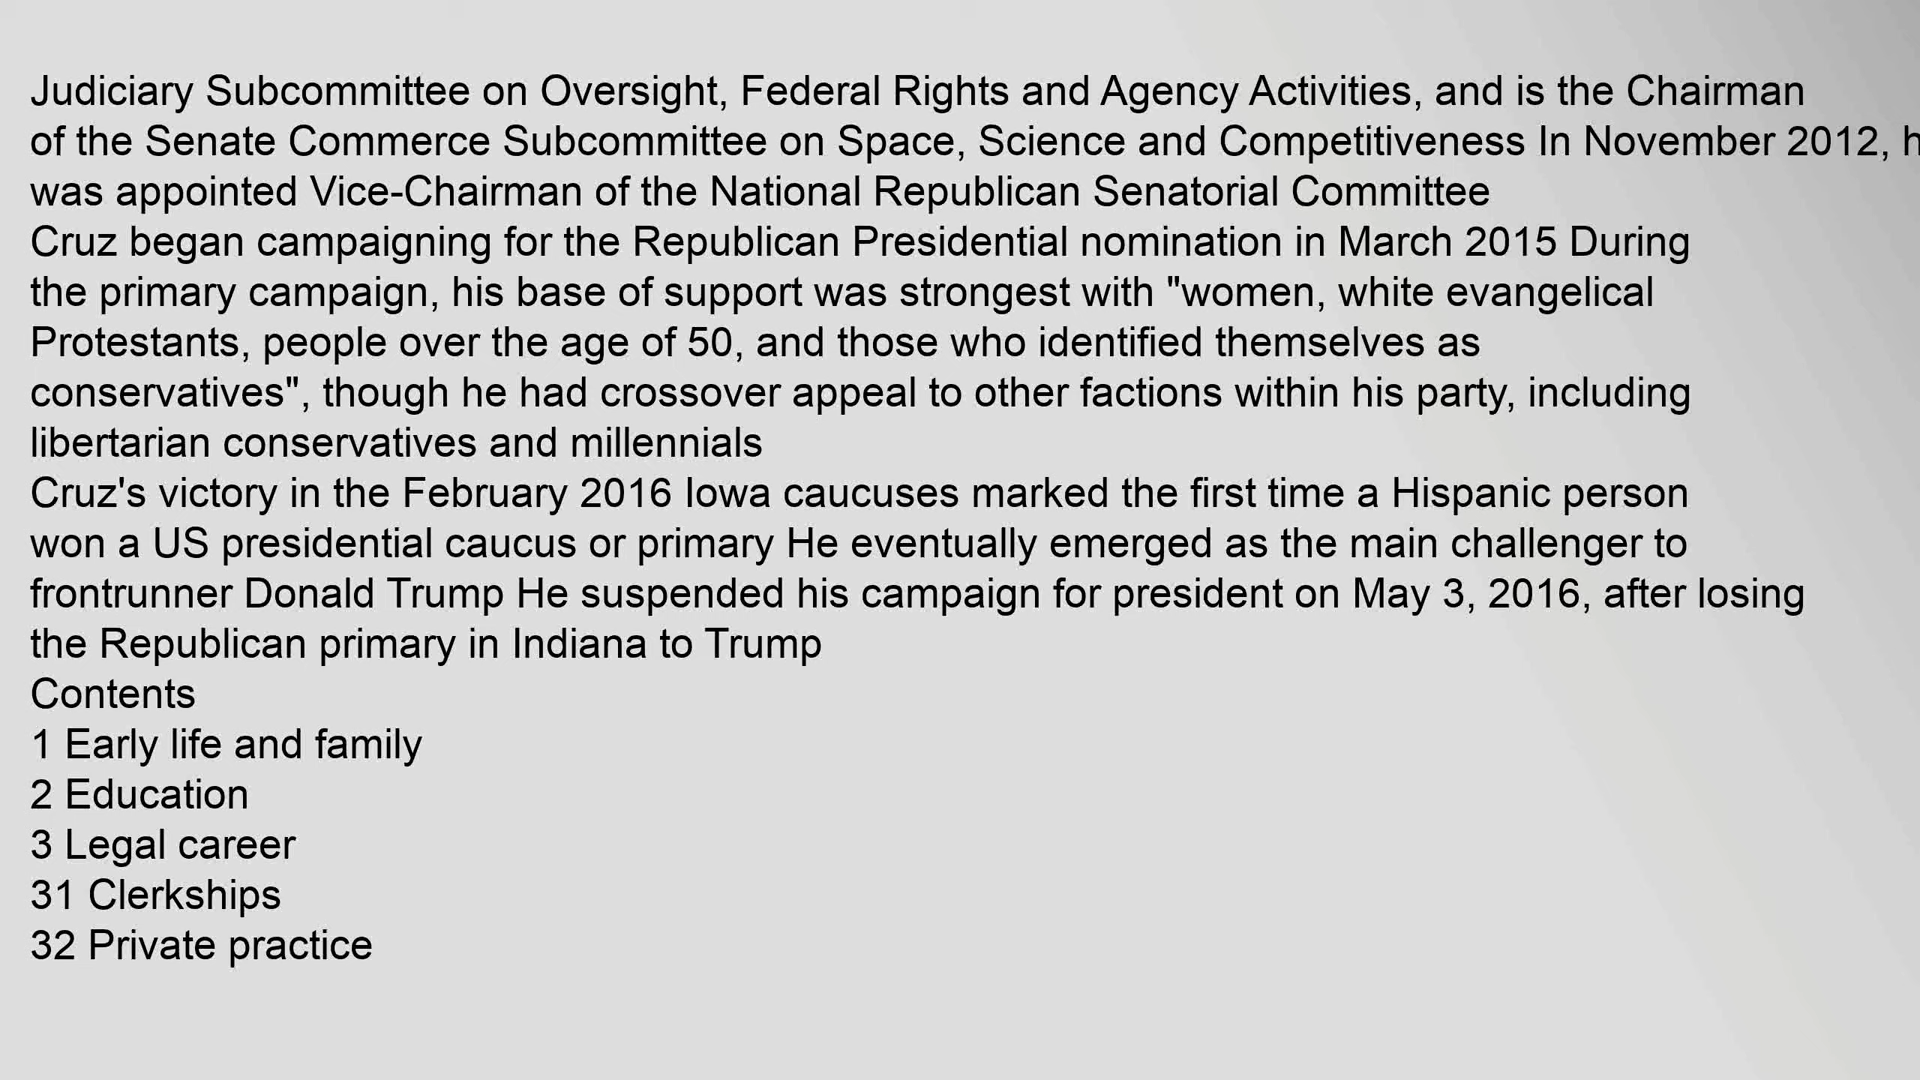 Judiciary Subcommittee on Oversight, Federal Rights and Agency Activities, and is the Chairman
of the Senate Commerce Subcommittee on Space, Science and Competitiveness In November 2012,
was appointed Vice-Chairman of the National Republican Senatorial Committee
Cruz began campaigning for the Republican Presidential nomination in March 2015 During
the primary campaign, his base of support was strongest with "women, white evangelical
Protestants, people over the age of 50, and those who identified themselves as
conservatives", though he had crossover appeal to other factions within his party, including
libertarian conservatives and millennials
Cruz's victory in the February 2016 Iowa caucuses marked the first time a Hispanic person
won a US presidential caucus or primary He eventually emerged as the main challenger to
frontrunner Donald Trump He suspended his campaign for president on May 3, 2016, after losing
the Republican primary in Indiana to Trump
Contents
1 Early life and family
2 Education
3 Legal career
31 Clerkships
32 Private practice